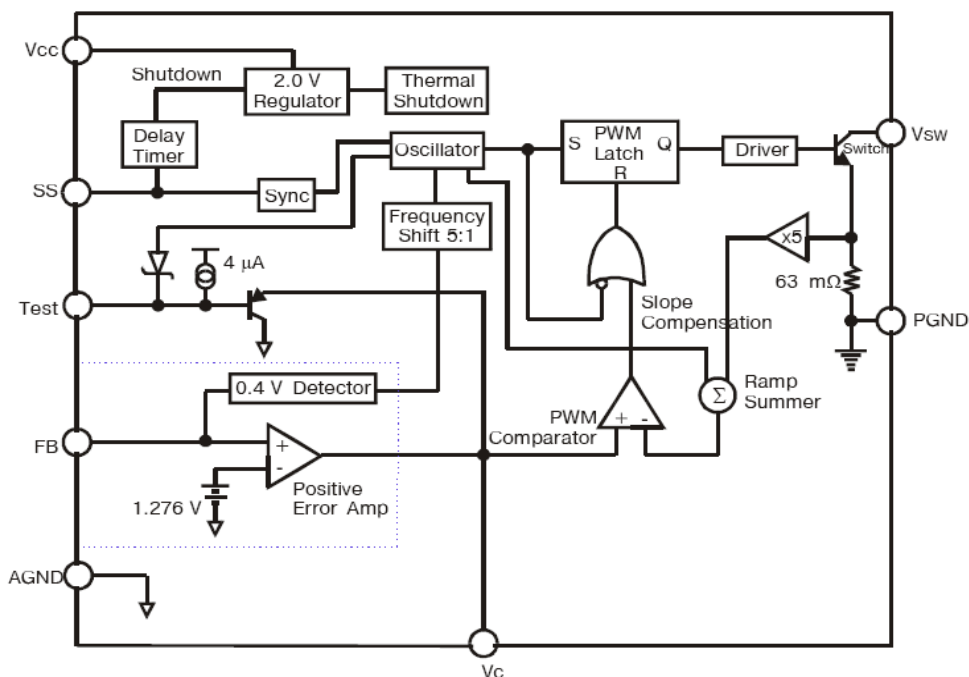 Vcc
Shutdown
2.0 V
Regulator
Thermal
Shutdown
Delay
Timer
Oscillator
S
PWM
Latch
Q
R
Driver
Switch
Vsw
SS
Sync
Frequency
Shift 5:1
x5
4 μA
63 mΩ
Test
Slope
Compensation
PGND
0.4 V Detector
Σ
Ramp
Summer
FB
+
-
PWM
Comparator
+
-
1.276 V
Positive
Error Amp
AGND
Vc